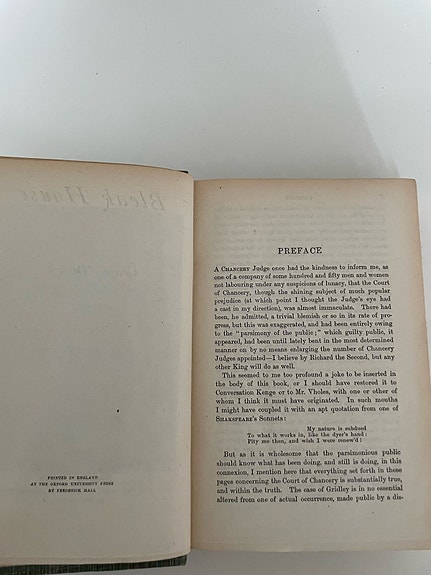 Bleak House
PRINTED IN ENGLAND
AT THE OXFORD UNIVERSITY PRESS
BY FREDERICK HALL
PREFACE
A CHANCERY Judge once had the kindness to inform me, as
one of a company of some hundred and fifty men and women
not labouring under any suspicions of lunacy, that the Court
of Chancery, though the shining subject of much popular
prejudice (at which point I thought the Judge's eye had
a cast in my direction), was almost immaculate. There had
been, he admitted, a trivial blemish or so in its rate of pro-
gress, but this was exaggerated, and had been entirely owing
to the "parsimony of the public;" which guilty public, it
appeared, had been until lately bent in the most determined
manner on by no means enlarging the number of Chancery
Judges appointed—I believe by Richard the Second, but any
other King will do as well.
This seemed to me too profound a joke to be inserted in
the body of this book, or I should have restored it to
Conversation Kenge or to Mr. Vholes, with one or other of
whom I think it must have originated. In such mouths
I might have coupled it with an apt quotation from one of
SHAKSPEARE'S Sonnets:
My nature is subdued
To what it works in, like the dyer's hand:
Pity me then, and wish I were renew'd!
But as it is wholesome that the parsimonious public
should know what has been doing, and still is doing, in this
connexion, I mention here that everything set forth in these
pages concerning the Court of Chancery is substantially true,
and within the truth. The case of Gridley is in no essential
altered from one of actual occurrence, made public by a dis-